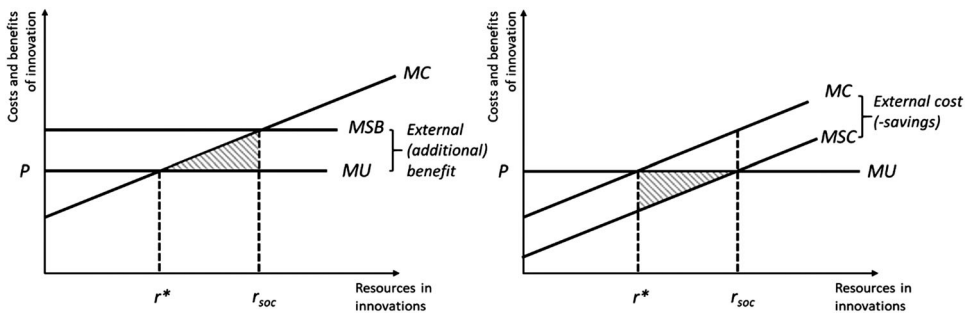 Costs and benefits
of innovation
MC
MSB
External
(additional)
benefit
P
MU
r*
r_soc
Resources in
innovations
Costs and benefits
of innovation
MC
External cost
(-savings)
MSC
P
MU
r*
r_soc
Resources in
innovations